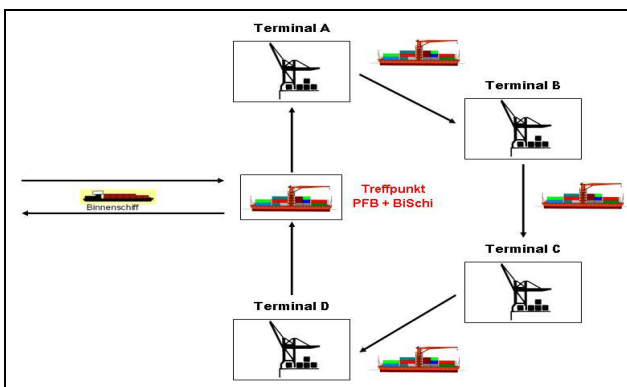 Terminal A
Terminal B
Treffpunkt
PFB + BiSchi
Binnenschiff
Terminal C
Terminal D